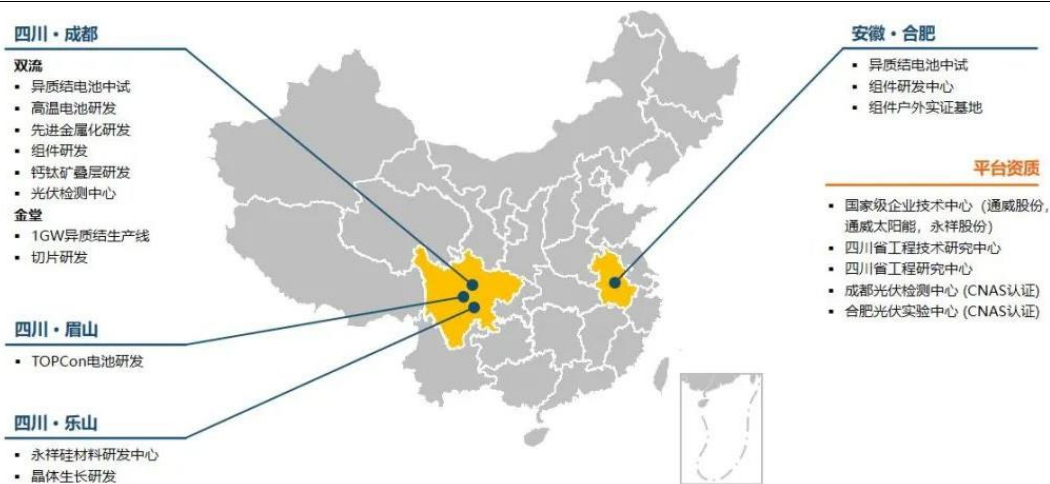 四川·成都
双流
▪ 异质结电池中试
▪ 高温电池研发
▪ 先进金属化研发
▪ 组件研发
▪ 钙钛矿叠层研发
▪ 光伏检测中心
金堂
▪ 1GW异质结生产线
▪ 切片研发
四川·眉山
▪ TOPCon电池研发
四川·乐山
▪ 永祥硅材料研发中心
▪ 晶体生长研发
安徽·合肥
▪ 异质结电池中试
▪ 组件研发中心
▪ 组件户外实证基地
平台资质
▪ 国家级企业技术中心（通威股份，
通威太阳能，永祥股份）
▪ 四川省工程技术研究中心
▪ 四川省工程研究中心
▪ 成都光伏检测中心 (CNAS认证)
▪ 合肥光伏实验中心 (CNAS认证)